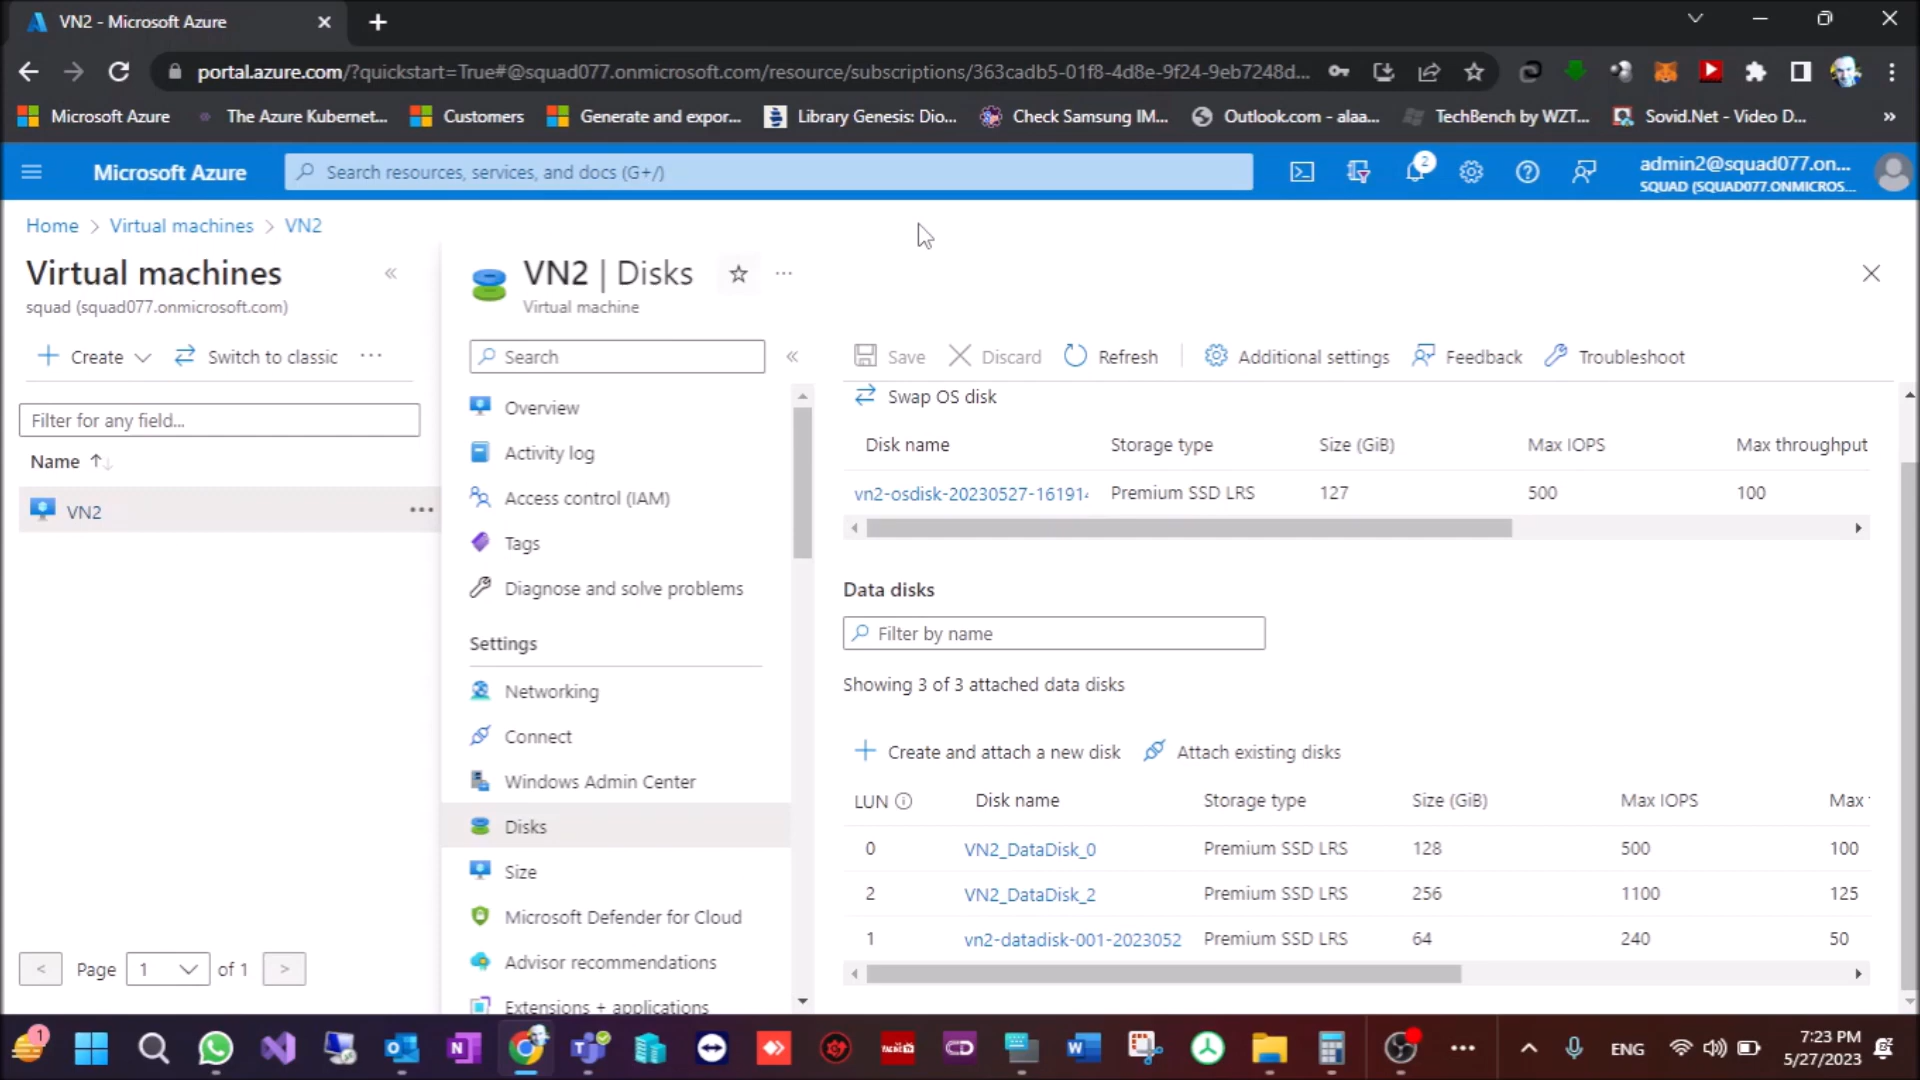 VN2 - Microsoft Azure
portal.azure.com/?quickstart=True#@squad077.onmicrosoft.com/resource/subscriptions/363cadb5-01f8-4d8e-9f24-9eb7248d...
Microsoft Azure
The Azure Kubernet...
Customers
Generate and expor...
Library Genesis: Dio...
Check Samsung IM...
Outlook.com - alaa...
TechBench by WZT...
Sovid.Net - Video D...
»
Microsoft Azure
Search resources, services, and docs (G+/)
2
admin2@squad077.on...
SQUAD (SQUAD077.ONMICROS...
Home > Virtual machines > VN2
Virtual machines
squad (squad077.onmicrosoft.com)
Create
Switch to classic
Filter for any field...
Name
VN2
< Page 1 of 1 >
VN2 | Disks
Virtual machine
Search
Overview
Activity log
Access control (IAM)
Tags
Diagnose and solve problems
Settings
Networking
Connect
Windows Admin Center
Disks
Size
Microsoft Defender for Cloud
Advisor recommendations
Extensions + applications
Save
Discard
Refresh
Additional settings
Feedback
Troubleshoot
Swap OS disk
Disk name Storage type Size (GiB) Max IOPS Max throughput
vn2-osdisk-20230527-16191 Premium SSD LRS 127 500 100
Data disks
Filter by name
Showing 3 of 3 attached data disks
Create and attach a new disk
Attach existing disks
LUN Disk name Storage type Size (GiB) Max IOPS Max
0 VN2_DataDisk_0 Premium SSD LRS 128 500 100
2 VN2_DataDisk_2 Premium SSD LRS 256 1100 125
1 vn2-datadisk-001-2023052 Premium SSD LRS 64 240 50
1
ENG
7:23 PM
5/27/2023